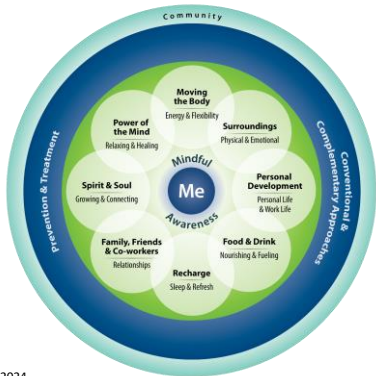 Community
Prevention & Treatment
Conventional &
Complementary Approaches
Moving
the Body
Energy & Flexibility
Surroundings
Physical & Emotional
Personal
Development
Personal Life
& Work Life
Food & Drink
Nourishing & Fueling
Recharge
Sleep & Refresh
Family, Friends
& Co-workers
Relationships
Spirit & Soul
Growing & Connecting
Power of
the Mind
Relaxing & Healing
Mindful
Me
Awareness
2024